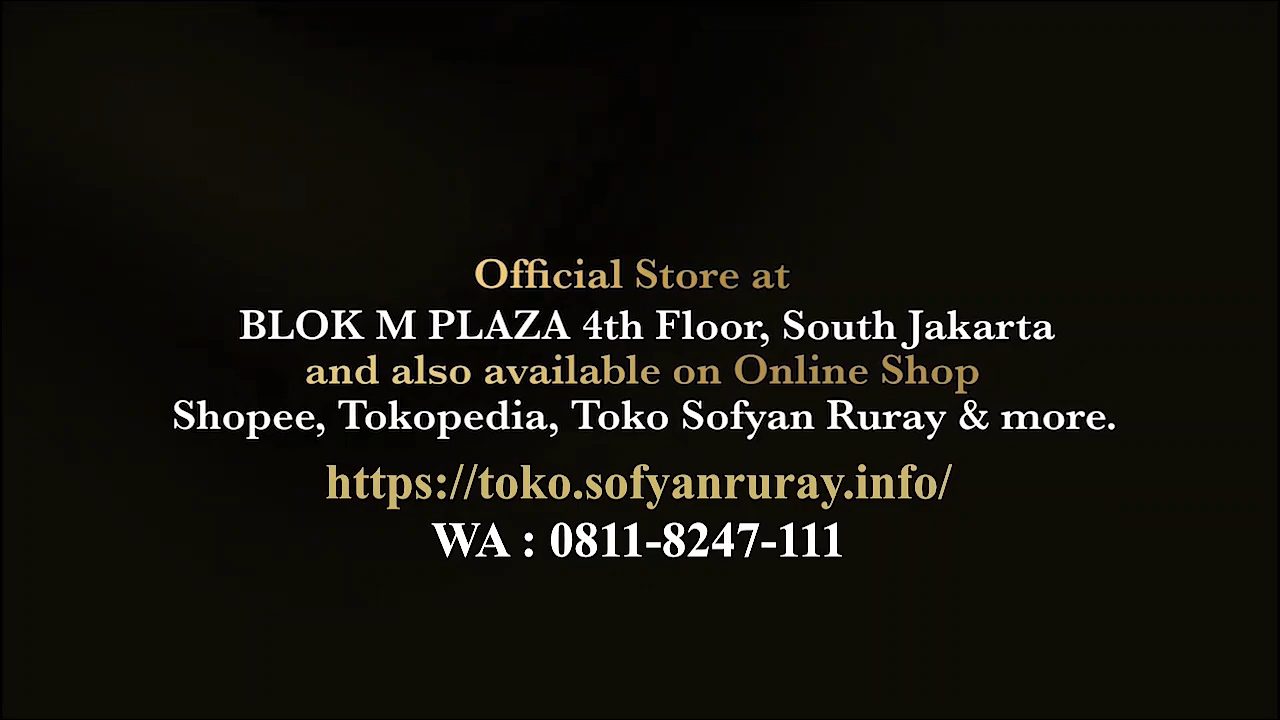 Official Store at
BLOK M PLAZA 4th Floor, South Jakarta
and also available on Online Shop
Shopee, Tokopedia, Toko Sofyan Ruray & more.
https://toko.sofyanruray.info/
WA : 0811-8247-111